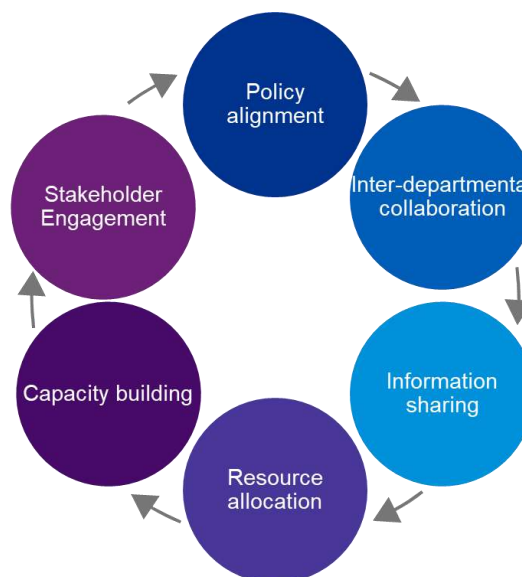 Policy
alignment
Inter-departmenta
collaboration
Information
sharing
Resource
allocation
Capacity building
Stakeholder
Engagement